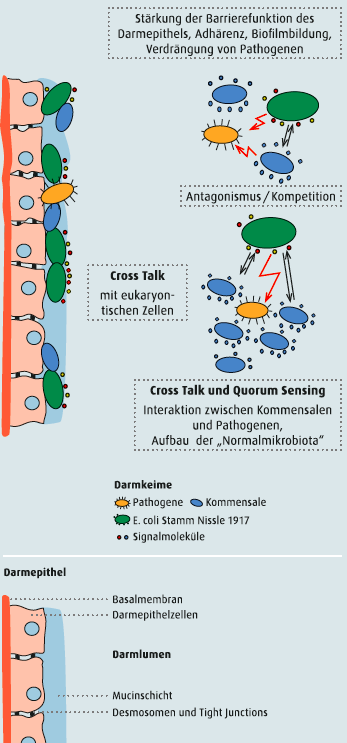 Stärkung der Barrierefunktion des
Darmepithels, Adhärenz, Biofilmbildung,
Verdrängung von Pathogenen
Antagonismus / Kompetition
Cross Talk
mit eukaryon-
tischen Zellen
Cross Talk und Quorum Sensing
Interaktion zwischen Kommensalen
und Pathogenen,
Aufbau der „Normalmikrobiota“
Darmkeime
Pathogene
Kommensale
E. coli Stamm Nissle 1917
Signalmoleküle
Darmepithel
Basalmembran
Darmepithelzellen
Darmlumen
Mucinschicht
Desmosomen und Tight Junctions